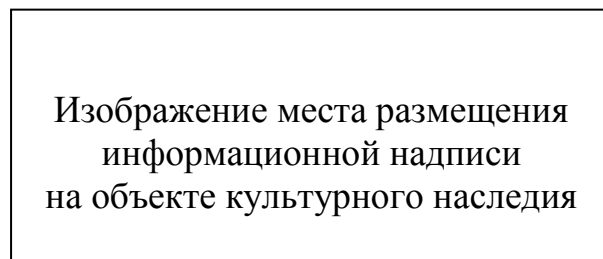 Изображение места размещения
информационной надписи
на объекте культурного наследия